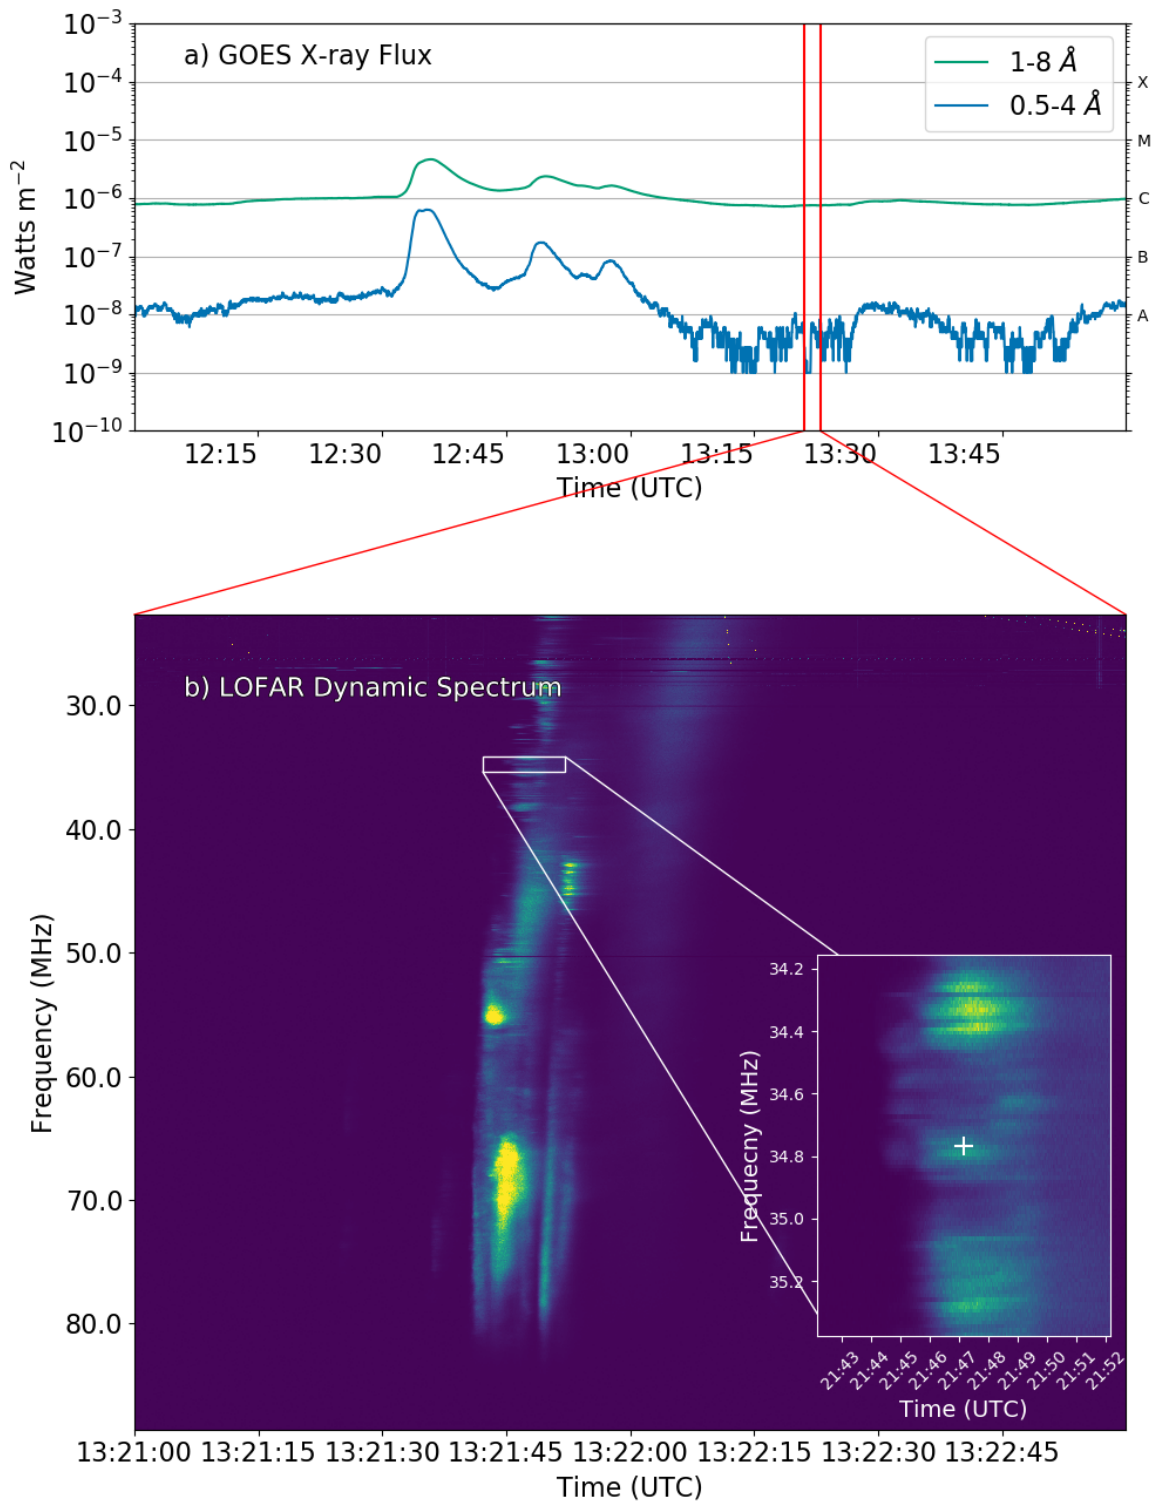 a) GOES X-ray Flux
1-8 Å
0.5-4 Å
10⁻³
10⁻⁴
10⁻⁵
10⁻⁶
10⁻⁷
10⁻⁸
10⁻⁹
10⁻¹⁰
Watts m⁻²
X
M
C
B
A
12:15 12:30 12:45 13:00 13:15 13:30 13:45
Time (UTC)
b) LOFAR Dynamic Spectrum
30.0
40.0
50.0
60.0
70.0
80.0
Frequency (MHz)
34.2
34.4
34.6
34.8
35.0
35.2
Frequecny (MHz)
21:43 21:44 21:45 21:46 21:47 21:48 21:49 21:50 21:51 21:52
Time (UTC)
13:21:00 13:21:15 13:21:30 13:21:45 13:22:00 13:22:15 13:22:30 13:22:45
Time (UTC)